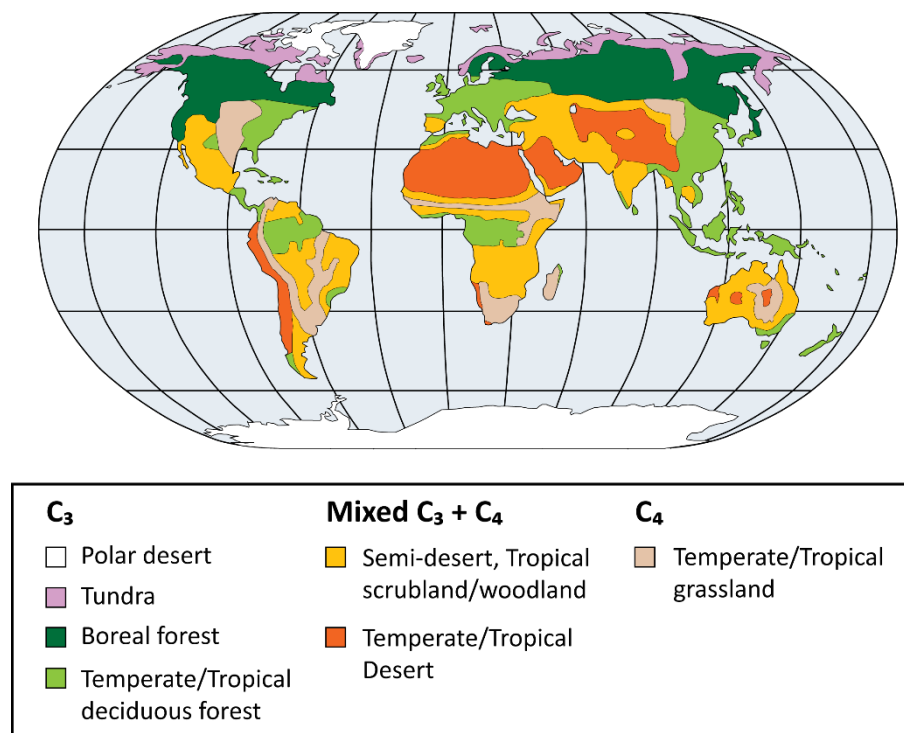 C₃
Polar desert
Tundra
Boreal forest
Temperate/Tropical
deciduous forest
Mixed C₃ + C₄
Semi-desert, Tropical
scrubland/woodland
Temperate/Tropical
Desert
C₄
Temperate/Tropical
grassland